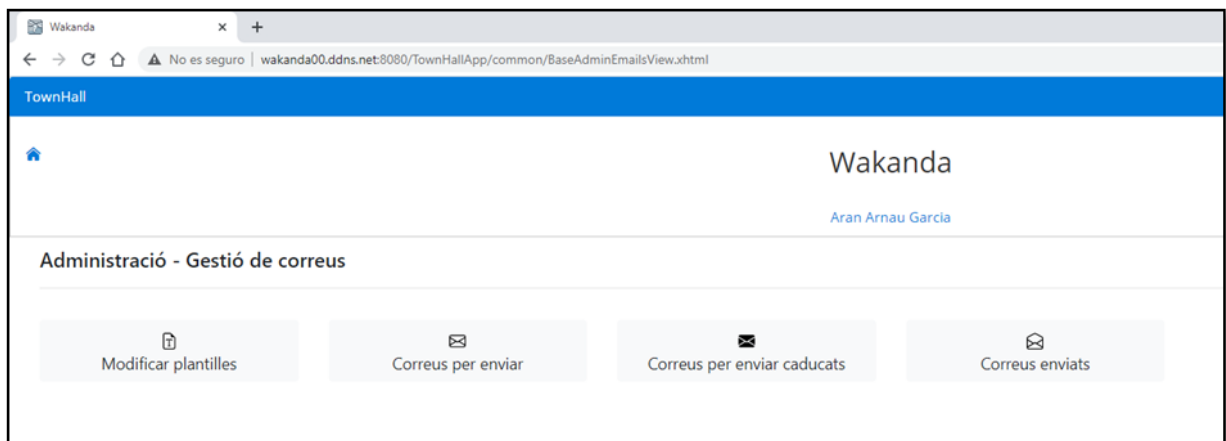 Wakanda
No es seguro | wakanda00.ddns.net:8080/TownHallApp/common/BaseAdminEmailsView.xhtml
TownHall
Wakanda
Aran Arnau Garcia
Administració - Gestió de correus
Modificar plantilles
Correus per enviar
Correus per enviar caducats
Correus enviats